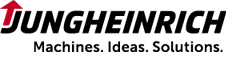 JUNGHEINRICH
Machines. Ideas. Solutions.